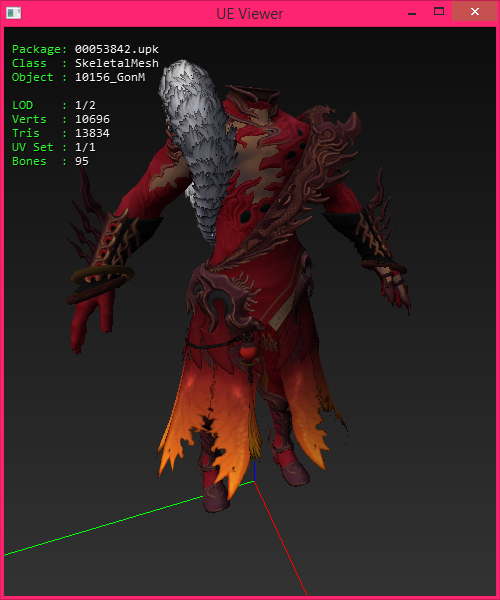 UE Viewer
Package: 00053842.upk
Class  : SkeletalMesh
Object : 10156_GonM
LOD    : 1/2
Verts  : 10696
Tris   : 13834
UV Set : 1/1
Bones  : 95